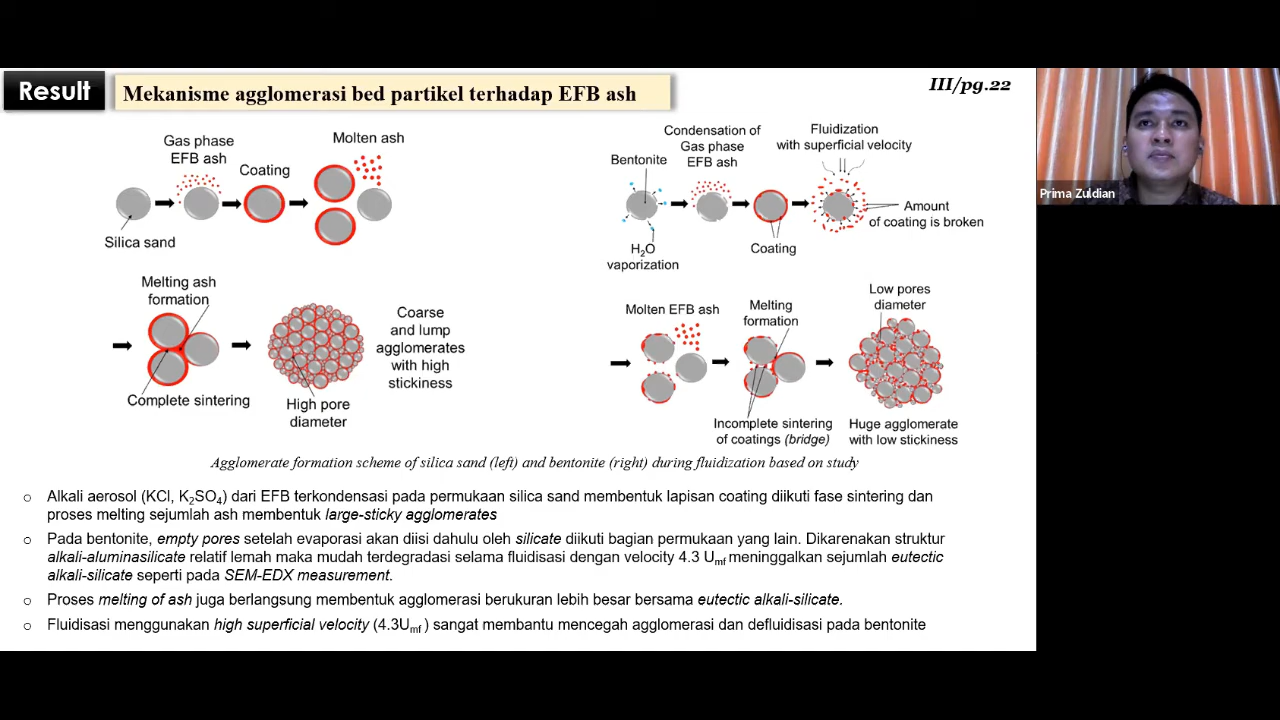 Result
Mekanisme agglomerasi bed partikel terhadap EFB ash
III/pg.22
Gas phase
EFB ash
Coating
Molten ash
Silica sand
Melting ash
formation
Complete sintering
High pore
diameter
Coarse
and lump
agglomerates
with high
stickiness
Bentonite
Condensation of
Gas phase
EFB ash
Fluidization
with superficial velocity
H2O
vaporization
Coating
Amount
of coating is broken
Molten EFB ash
Melting
formation
Low pores
diameter
Incomplete sintering
of coatings (bridge)
Huge agglomerate
with low stickiness
Agglomerate formation scheme of silica sand (left) and bentonite (right) during fluidization based on study
o Alkali aerosol (KCl, K2SO4) dari EFB terkondensasi pada permukaan silica sand membentuk lapisan coating diikuti fase sintering dan
proses melting sejumlah ash membentuk large-sticky agglomerates
o Pada bentonite, empty pores setelah evaporasi akan diisi dahulu oleh silicate diikuti bagian permukaan yang lain. Dikarenakan struktur
alkali-aluminasilicate relatif lemah maka mudah terdegradasi selama fluidisasi dengan velocity 4.3 Umf meninggalkan sejumlah eutectic
alkali-silicate seperti pada SEM-EDX measurement.
o Proses melting of ash juga berlangsung membentuk agglomerasi berukuran lebih besar bersama eutectic alkali-silicate.
o Fluidisasi menggunakan high superficial velocity (4.3Umf ) sangat membantu mencegah agglomerasi dan defluidisasi pada bentonite
Prima Zuldian